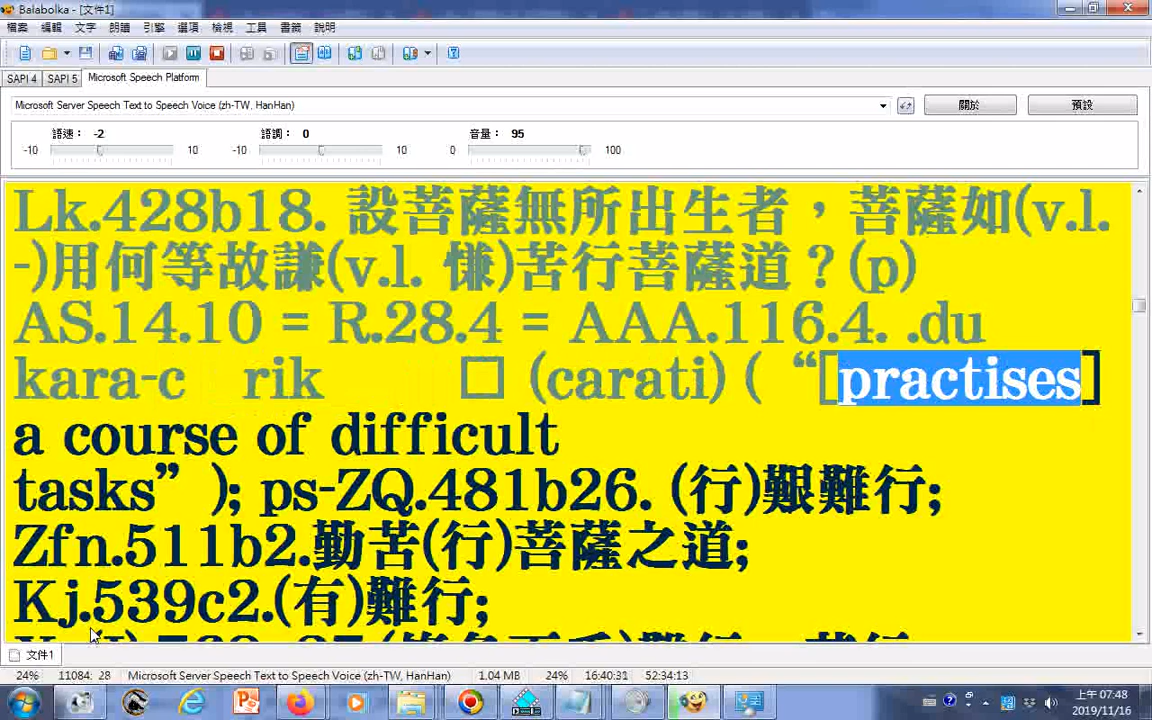 Balabolka - [文件1]
檔案 編輯 文字 朗讀 引擎 選項 檢視 工具 書籤 說明
SAPI 4 SAPI 5 Microsoft Speech Platform
Microsoft Server Speech Text to Speech Voice (zh-TW, HanHan) 關於 預設
語速： -2 語調： 0 音量： 95
-10 10 -10 10 0 100
Lk.428b18. 設菩薩無所出生者，菩薩如(v.l.
-)用何等故謙(v.l. 慊)苦行菩薩道？(p)
AS.14.10 = R.28.4 = AAA.116.4. .du
kara-c rik □ (carati) ( “[practises]
a course of difficult
tasks” ); ps-ZQ.481b26. (行)艱難行;
Zfn.511b2.勤苦(行)菩薩之道;
Kj.539c2.(有)難行;
文件1
24% 11084: 28 Microsoft Server Speech Text to Speech Voice (zh-TW, HanHan) 1.04 MB 24% 16:40:31 52:34:13
上午 07:48
2019/11/16